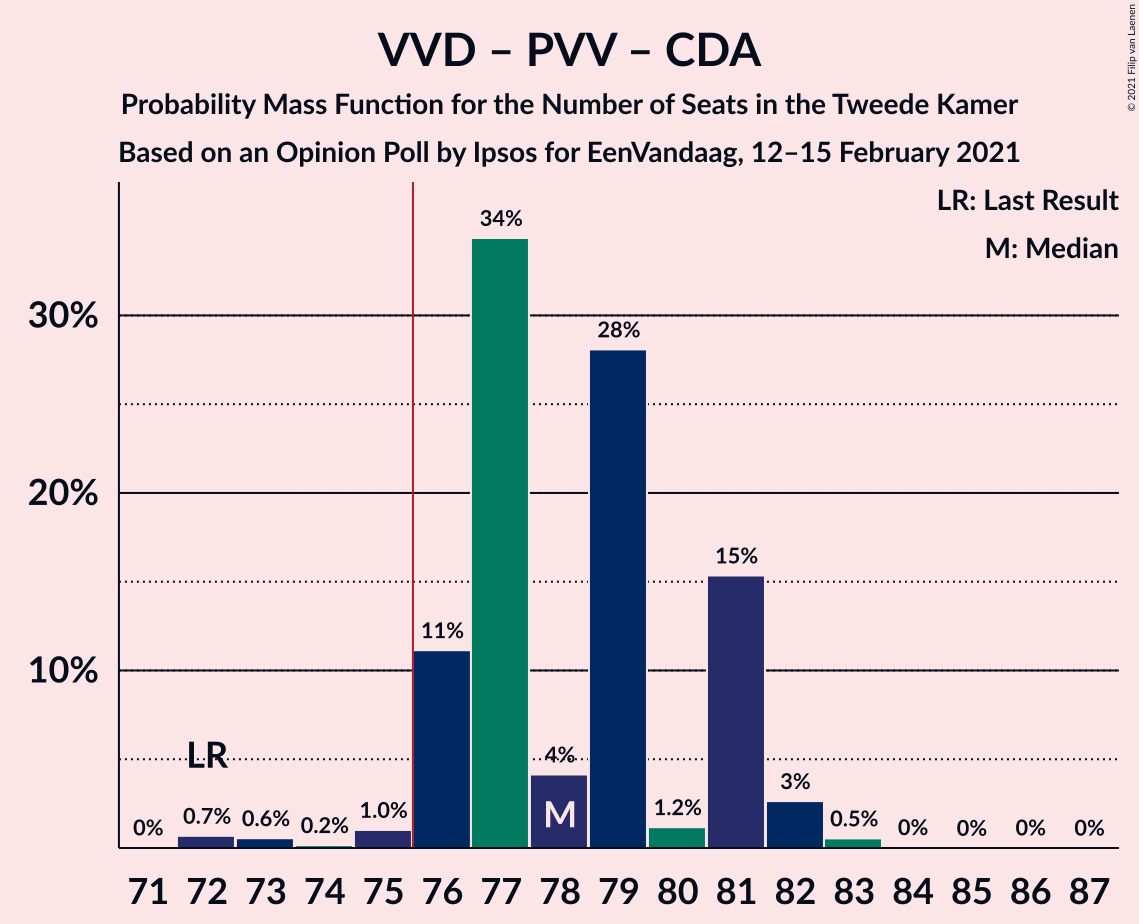 VVD – PVV – CDA
Probability Mass Function for the Number of Seats in the Tweede Kamer
Based on an Opinion Poll by Ipsos for EenVandaag, 12–15 February 2021
© 2021 Filip van Laenen
LR: Last Result
M: Median
34%
30%
28%
20%
15%
11%
10%
LR
4%
3%
0%
0.7%
0.6%
0.2%
1.0%
M
1.2%
0.5%
0%
0%
0%
0%
71 72 73 74 75 76 77 78 79 80 81 82 83 84 85 86 87